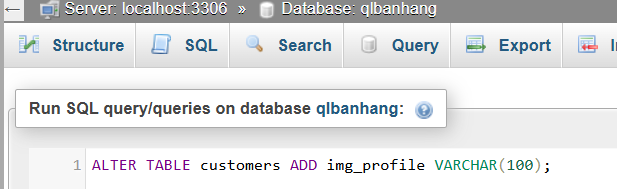 Server: localhost:3306 » Database: qlbanhang
Structure SQL Search Query Export
Run SQL query/queries on database qlbanhang:
1 ALTER TABLE customers ADD img_profile VARCHAR(100);